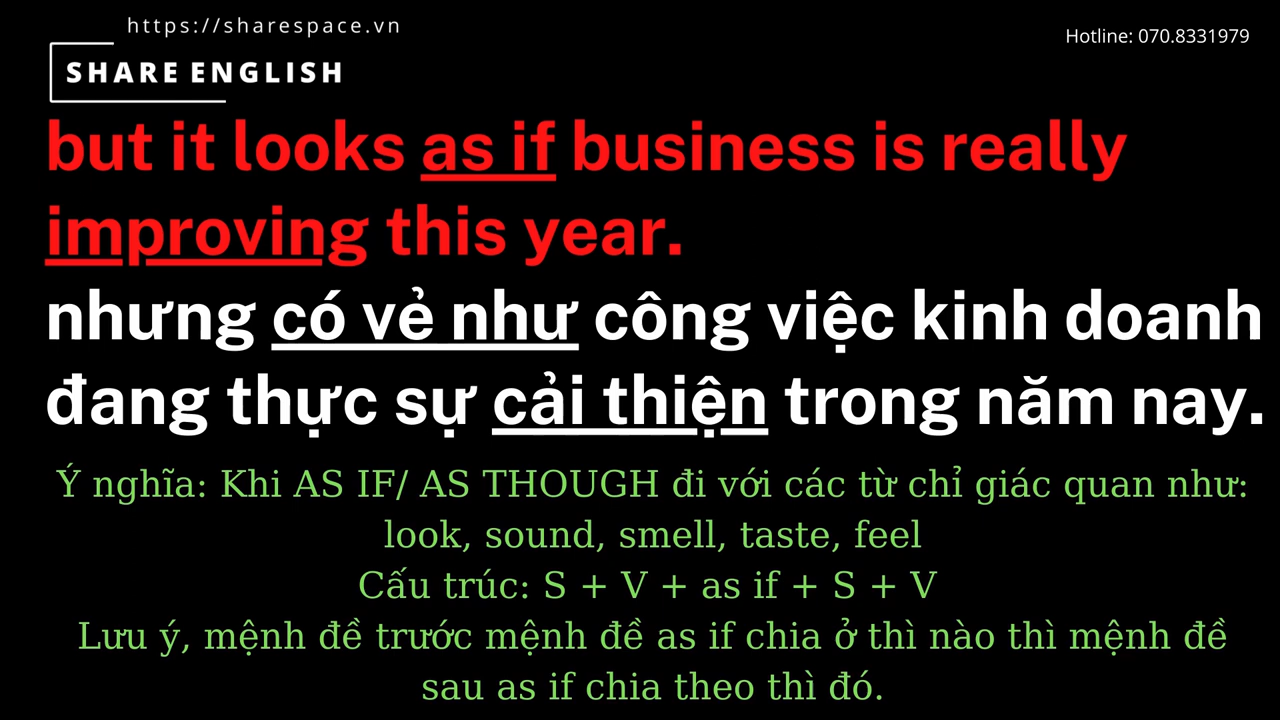 https://sharespace.vn
Hotline: 070.8331979
SHARE ENGLISH
but it looks as if business is really
improving this year.
nhưng có vẻ như công việc kinh doanh
đang thực sự cải thiện trong năm nay.
Ý nghĩa: Khi AS IF/ AS THOUGH đi với các từ chỉ giác quan như:
look, sound, smell, taste, feel
Cấu trúc: S + V + as if + S + V
Lưu ý, mệnh đề trước mệnh đề as if chia ở thì nào thì mệnh đề
sau as if chia theo thì đó.